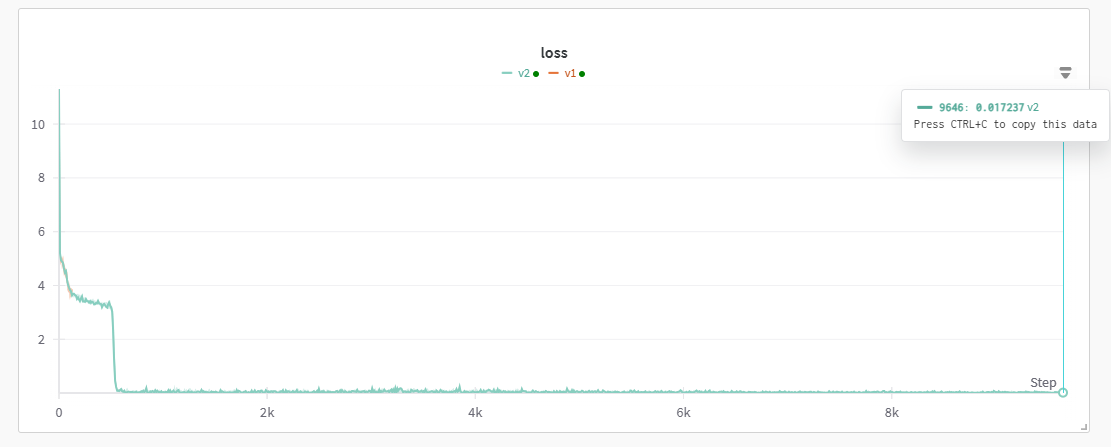 loss
v2 v1
9646: 0.017237 v2
Press CTRL+C to copy this data
10
8
6
4
2
Step
0 2k 4k 6k 8k